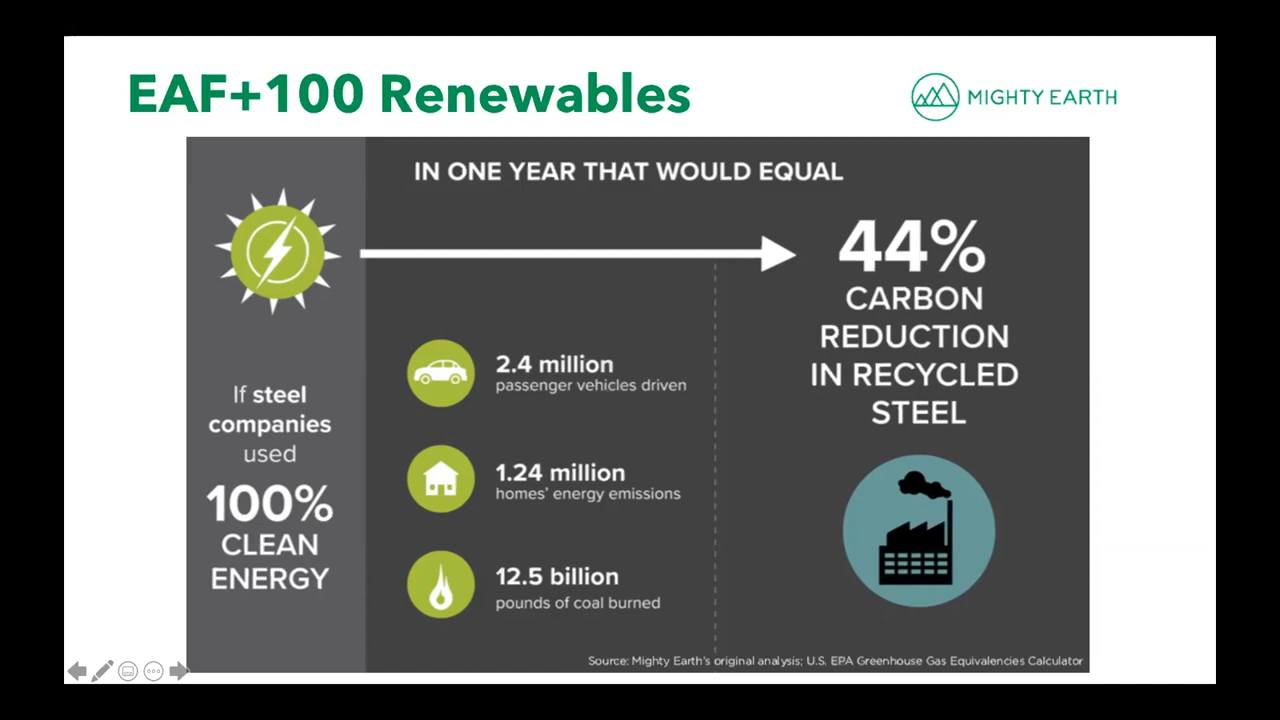 EAF+100 Renewables
MIGHTY EARTH
IN ONE YEAR THAT WOULD EQUAL
If steel
companies
used
100%
CLEAN
ENERGY
2.4 million
passenger vehicles driven
1.24 million
homes' energy emissions
12.5 billion
pounds of coal burned
44%
CARBON
REDUCTION
IN RECYCLED
STEEL
Source: Mighty Earth's original analysis; U.S. EPA Greenhouse Gas Equivalencies Calculator